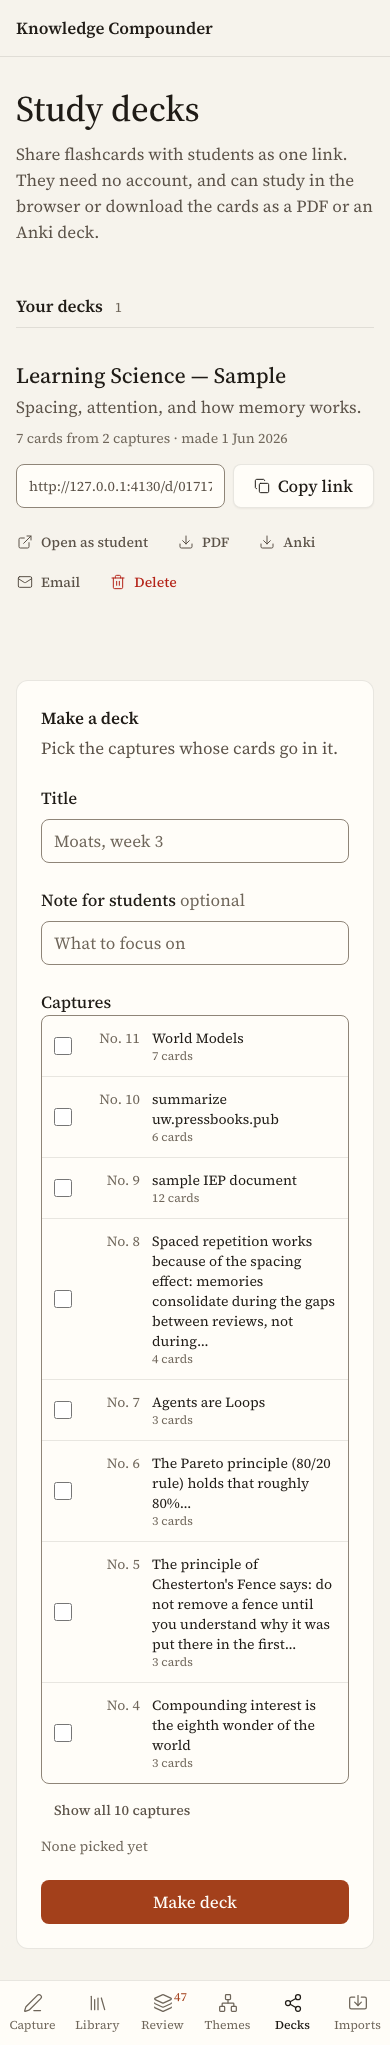 Knowledge Compounder
Study decks
Share flashcards with students as one link.
They need no account, and can study in the
browser or download the cards as a PDF or an
Anki deck.
Your decks 1
Learning Science — Sample
Spacing, attention, and how memory works.
7 cards from 2 captures · made 1 Jun 2026
http://127.0.0.1:4130/d/01717
Copy link
Open as student
PDF
Anki
Email
Delete
Make a deck
Pick the captures whose cards go in it.
Title
Moats, week 3
Note for students optional
What to focus on
Captures
No. 11 World Models
7 cards
No. 10 summarize
uw.pressbooks.pub
6 cards
No. 9 sample IEP document
12 cards
No. 8 Spaced repetition works
because of the spacing
effect: memories
consolidate during the gaps
between reviews, not
during...
4 cards
No. 7 Agents are Loops
3 cards
No. 6 The Pareto principle (80/20
rule) holds that roughly
80%...
3 cards
No. 5 The principle of
Chesterton's Fence says: do
not remove a fence until
you understand why it was
put there in the first...
3 cards
No. 4 Compounding interest is
the eighth wonder of the
world
3 cards
Show all 10 captures
None picked yet
Make deck
47
Capture
Library
Review
Themes
Decks
Imports